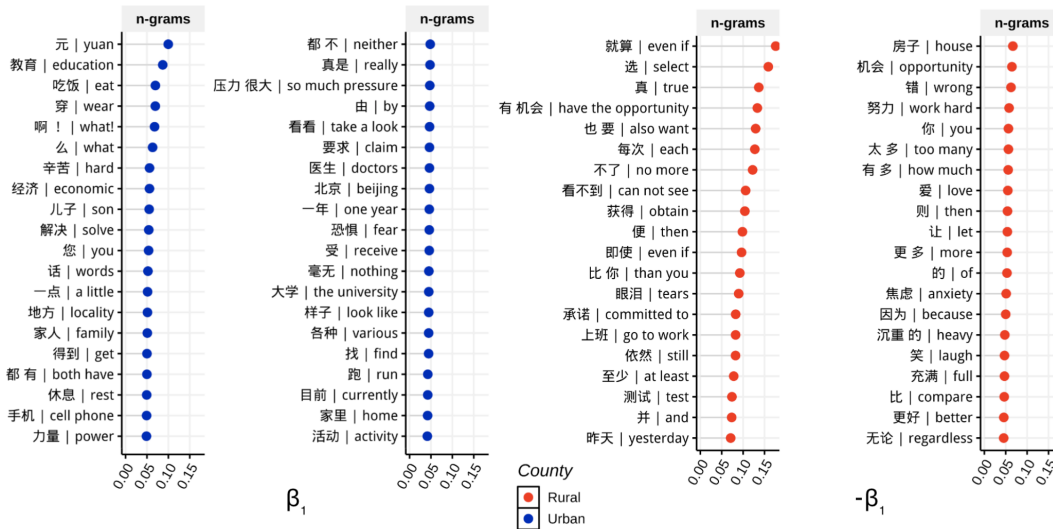 n-grams
元 | yuan
教育 | education
吃饭 | eat
穿 | wear
啊 ！ | what!
么 | what
辛苦 | hard
经济 | economic
儿子 | son
解决 | solve
您 | you
话 | words
一点 | a little
地方 | locality
家人 | family
得到 | get
都 有 | both have
休息 | rest
手机 | cell phone
力量 | power
0.00 0.05 0.10 0.15
n-grams
都 不 | neither
真是 | really
压力 很大 | so much pressure
由 | by
看看 | take a look
要求 | claim
医生 | doctors
北京 | beijing
一年 | one year
恐惧 | fear
受 | receive
毫无 | nothing
大学 | the university
样子 | look like
各种 | various
找 | find
跑 | run
目前 | currently
家里 | home
活动 | activity
0.00 0.05 0.10 0.15
β₁
n-grams
就算 | even if
选 | select
真 | true
有 机会 | have the opportunity
也 要 | also want
每次 | each
不了 | no more
看不到 | can not see
获得 | obtain
便 | then
即使 | even if
比 你 | than you
眼泪 | tears
承诺 | committed to
上班 | go to work
依然 | still
至少 | at least
测试 | test
并 | and
昨天 | yesterday
0.00 0.05 0.10 0.15
n-grams
房子 | house
机会 | opportunity
错 | wrong
努力 | work hard
你 | you
太 多 | too many
有 多 | how much
爱 | love
则 | then
让 | let
更 多 | more
的 | of
焦虑 | anxiety
因为 | because
沉重 的 | heavy
笑 | laugh
充满 | full
比 | compare
更好 | better
无论 | regardless
0.00 0.05 0.10 0.15
-β₁
County
Rural
Urban